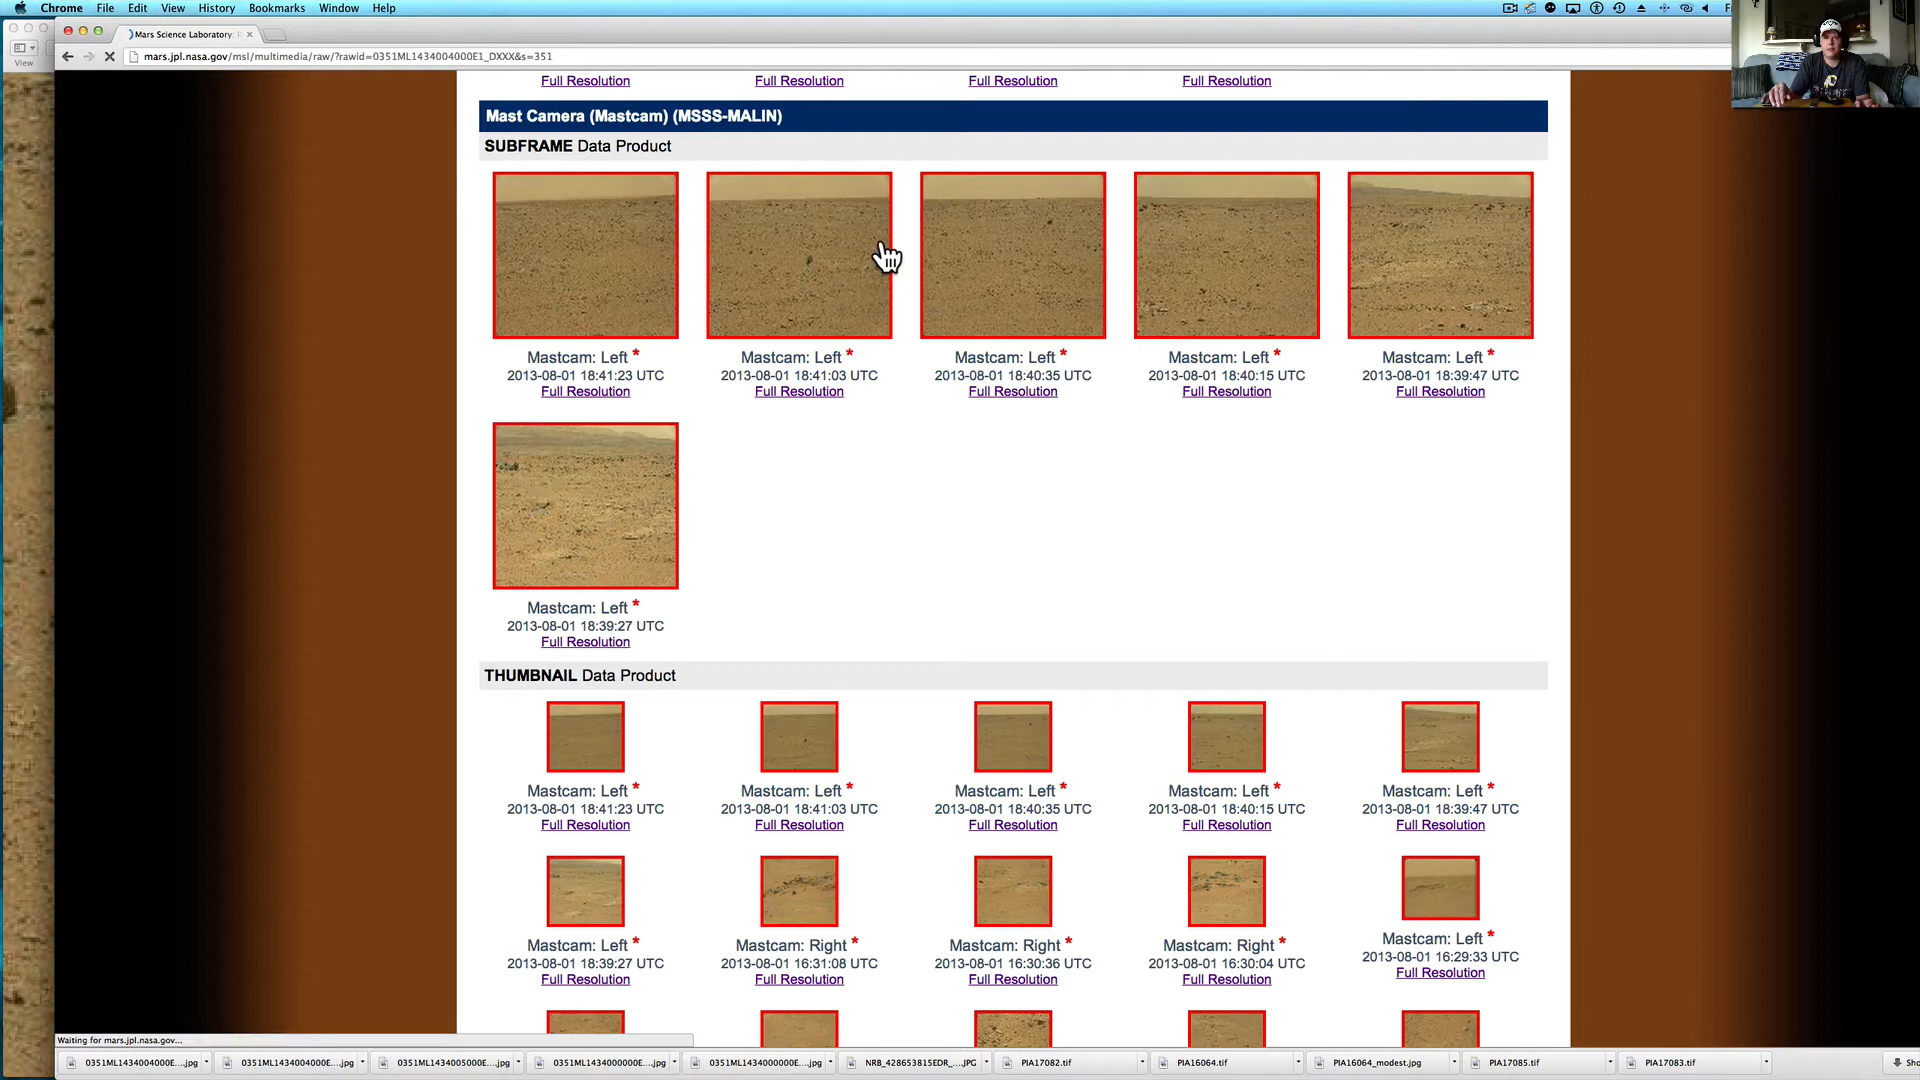 Chrome File Edit View History Bookmarks Window Help
Mars Science Laboratory:
View
mars.jpl.nasa.gov/msl/multimedia/raw/?rawid=0351ML1434004000E1_DXXX&s=351
Full Resolution Full Resolution Full Resolution Full Resolution
Mast Camera (Mastcam) (MSSS-MALIN)
SUBFRAME Data Product
Mastcam: Left * Mastcam: Left * Mastcam: Left * Mastcam: Left * Mastcam: Left *
2013-08-01 18:41:23 UTC 2013-08-01 18:41:03 UTC 2013-08-01 18:40:35 UTC 2013-08-01 18:40:15 UTC 2013-08-01 18:39:47 UTC
Full Resolution Full Resolution Full Resolution Full Resolution Full Resolution
Mastcam: Left *
2013-08-01 18:39:27 UTC
Full Resolution
THUMBNAIL Data Product
Mastcam: Left * Mastcam: Left * Mastcam: Left * Mastcam: Left * Mastcam: Left *
2013-08-01 18:41:23 UTC 2013-08-01 18:41:03 UTC 2013-08-01 18:40:35 UTC 2013-08-01 18:40:15 UTC 2013-08-01 18:39:47 UTC
Full Resolution Full Resolution Full Resolution Full Resolution Full Resolution
Mastcam: Left * Mastcam: Right * Mastcam: Right * Mastcam: Right * Mastcam: Left *
2013-08-01 18:39:27 UTC 2013-08-01 16:31:08 UTC 2013-08-01 16:30:36 UTC 2013-08-01 16:30:04 UTC 2013-08-01 16:29:33 UTC
Full Resolution Full Resolution Full Resolution Full Resolution Full Resolution
Waiting for mars.jpl.nasa.gov...
0351ML1434004000E....jpg 0351ML1434004000E....jpg 0351ML1434005000E....jpg 0351ML1434000000E....jpg 0351ML1434000000E....jpg NRB_428653815EDR_...JPG PIA17082.tif PIA16064.tif PIA16064_modest.jpg PIA17085.tif PIA17083.tif